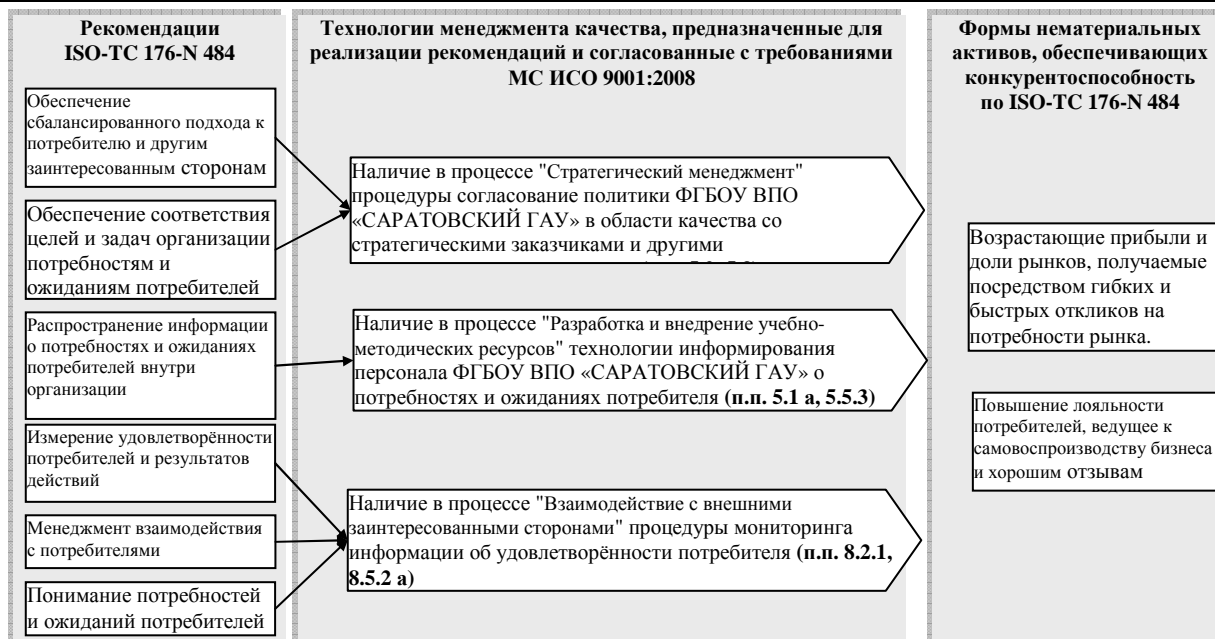 Рекомендации
ISO-TC 176-N 484
Обеспечение
сбалансированного подхода к
потребителю и другим
заинтересованным сторонам
Обеспечение соответствия
целей и задач организации
потребностям и
ожиданиям потребителей
Распространение информации
о потребностях и ожиданиях
потребителей внутри
организации
Измерение удовлетворённости
потребителей и результатов
действий
Менеджмент взаимодействия
с потребителями
Понимание потребностей
и ожиданий потребителей
Технологии менеджмента качества, предназначенные для
реализации рекомендаций и согласованные с требованиями
МС ИСО 9001:2008
Наличие в процессе "Стратегический менеджмент"
процедуры согласование политики ФГБОУ ВПО
«САРАТОВСКИЙ ГАУ» в области качества со
стратегическими заказчиками и другими
Наличие в процессе "Разработка и внедрение учебно-
методических ресурсов" технологии информирования
персонала ФГБОУ ВПО «САРАТОВСКИЙ ГАУ» о
потребностях и ожиданиях потребителя (п.п. 5.1 а, 5.5.3)
Наличие в процессе "Взаимодействие с внешними
заинтересованными сторонами" процедуры мониторинга
информации об удовлетворённости потребителя (п.п. 8.2.1,
8.5.2 а)
Формы нематериальных
активов, обеспечивающих
конкурентоспособность
по ISO-TC 176-N 484
Возрастающие прибыли и
доли рынков, получаемые
посредством гибких и
быстрых откликов на
потребности рынка.
Повышение лояльности
потребителей, ведущее к
самовоспроизводству бизнеса
и хорошим отзывам